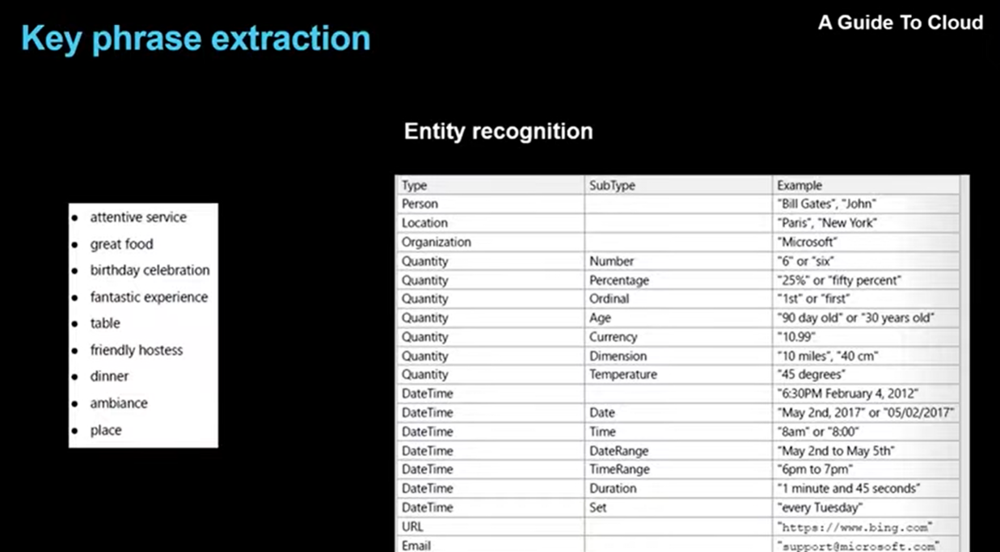 Key phrase extraction
A Guide To Cloud
Entity recognition
• attentive service
• great food
• birthday celebration
• fantastic experience
• table
• friendly hostess
• dinner
• ambiance
• place
Type SubType Example
Person "Bill Gates", "John"
Location "Paris", "New York"
Organization "Microsoft"
Quantity Number "6" or "six"
Quantity Percentage "25%" or "fifty percent"
Quantity Ordinal "1st" or "first"
Quantity Age "90 day old" or "30 years old"
Quantity Currency "10.99"
Quantity Dimension "10 miles", "40 cm"
Quantity Temperature "45 degrees"
DateTime "6:30PM February 4, 2012"
DateTime Date "May 2nd, 2017" or "05/02/2017"
DateTime Time "8am" or "8:00"
DateTime DateRange "May 2nd to May 5th"
DateTime TimeRange "6pm to 7pm"
DateTime Duration "1 minute and 45 seconds"
DateTime Set "every Tuesday"
URL "https://www.bing.com"
Email "support@microsoft.com"